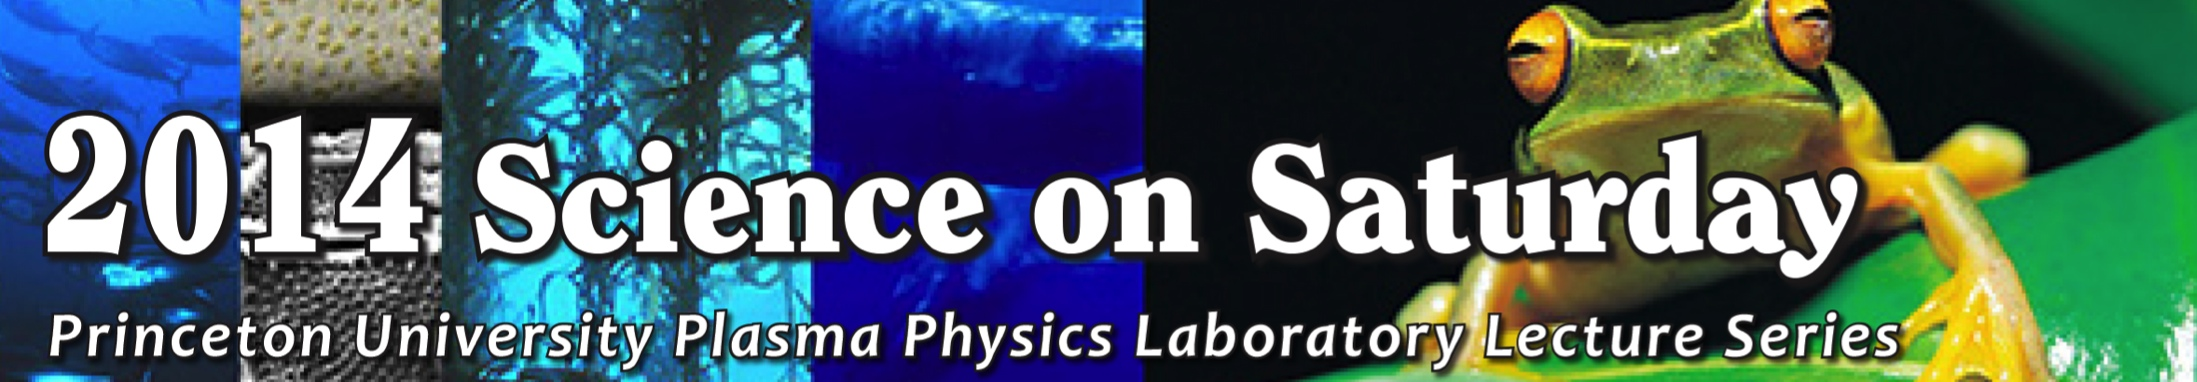 2014 Science on Saturday
Princeton University Plasma Physics Laboratory Lecture Series